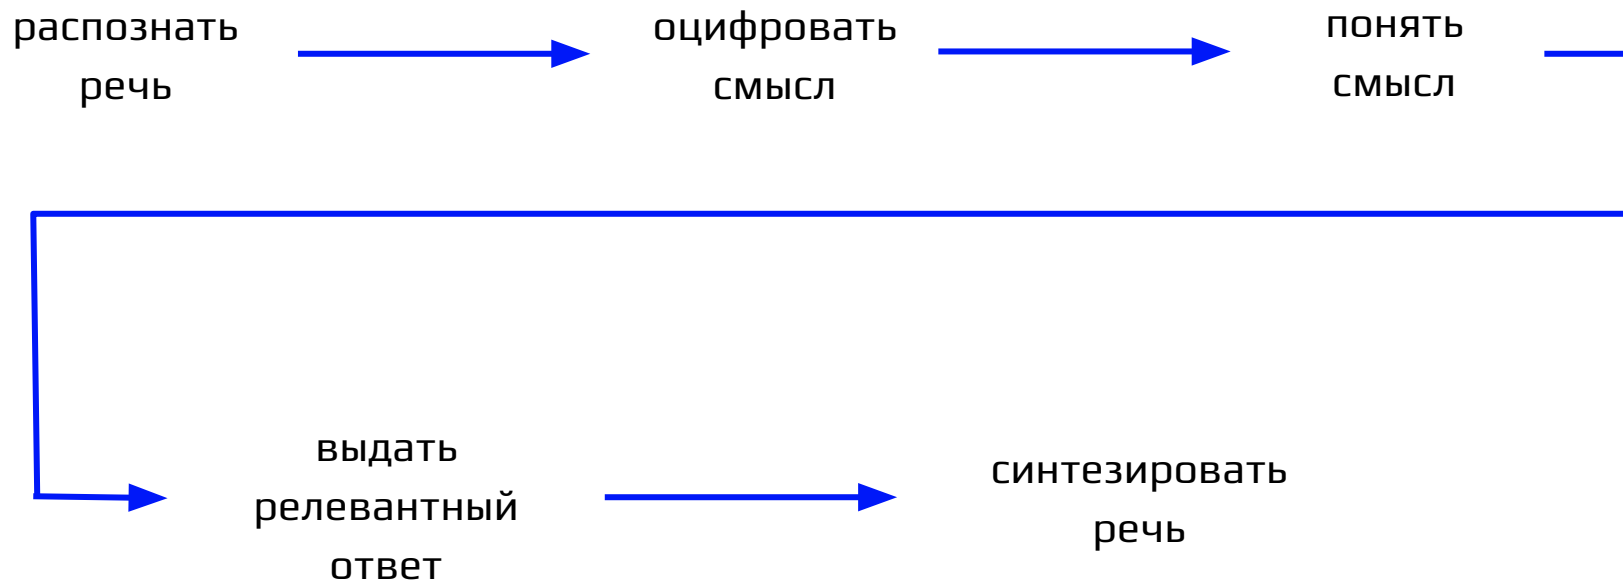 распознать
речь
оцифровать
смысл
понять
смысл
выдать
релевантный
ответ
синтезировать
речь